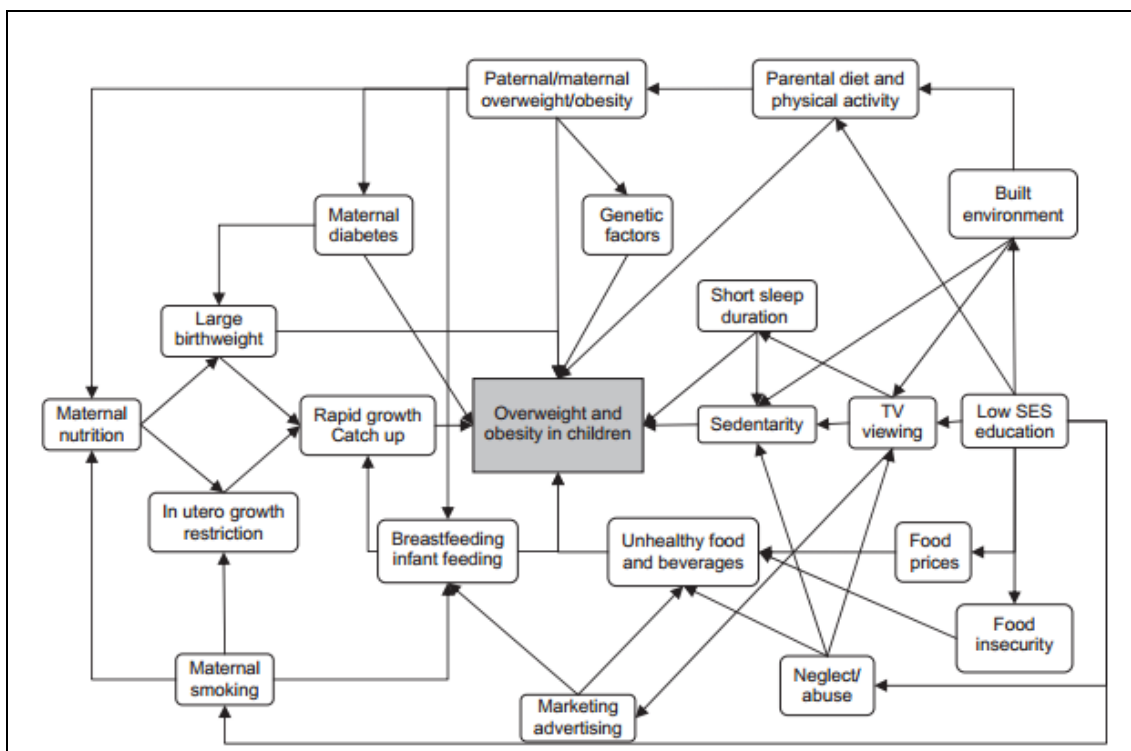 Paternal/maternal
overweight/obesity
Parental diet and
physical activity
Maternal
diabetes
Genetic
factors
Built
environment
Short sleep
duration
Large
birthweight
Maternal
nutrition
Rapid growth
Catch up
Overweight and
obesity in children
Sedentarity
TV
viewing
Low SES
education
In utero growth
restriction
Breastfeeding
infant feeding
Unhealthy food
and beverages
Food
prices
Food
insecurity
Maternal
smoking
Marketing
advertising
Neglect/
abuse